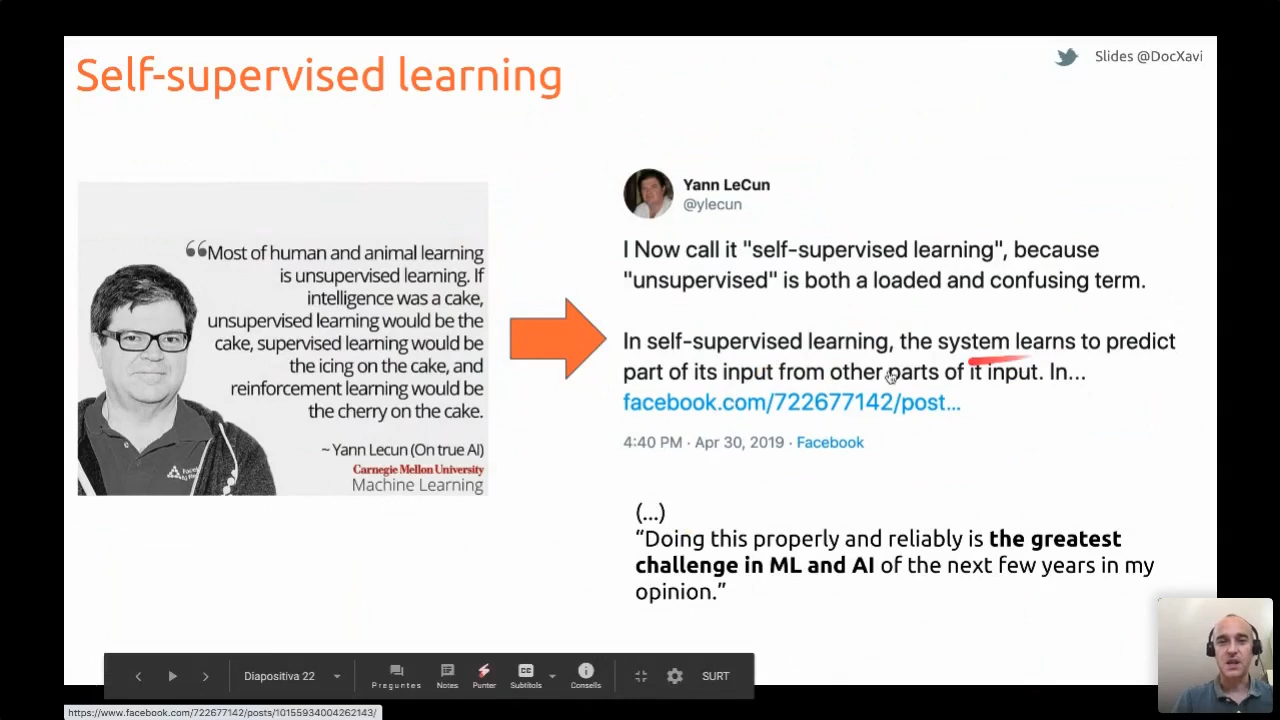 Self-supervised learning
Slides @DocXavi
“Most of human and animal learning
is unsupervised learning. If
intelligence was a cake,
unsupervised learning would be the
cake, supervised learning would be
the icing on the cake, and
reinforcement learning would be
the cherry on the cake.
~ Yann Lecun (On true AI)
Carnegie Mellon University
Machine Learning
Yann LeCun
@ylecun
I Now call it "self-supervised learning", because
"unsupervised" is both a loaded and confusing term.
In self-supervised learning, the system learns to predict
part of its input from other parts of it input. In...
facebook.com/722677142/post...
4:40 PM · Apr 30, 2019 · Facebook
(...)
“Doing this properly and reliably is the greatest
challenge in ML and AI of the next few years in my
opinion.”
Diapositiva 22
Preguntes
Notes
Punter
CC
Subtítols
Consells
SURT
https://www.facebook.com/722677142/posts/10155934004262143/